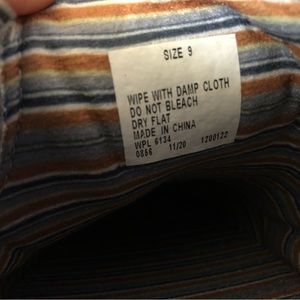 SIZE 9
WIPE WITH DAMP CLOTH
DO NOT BLEACH
DRY FLAT
MADE IN CHINA
WPL 6134 1200122
0856 11/20